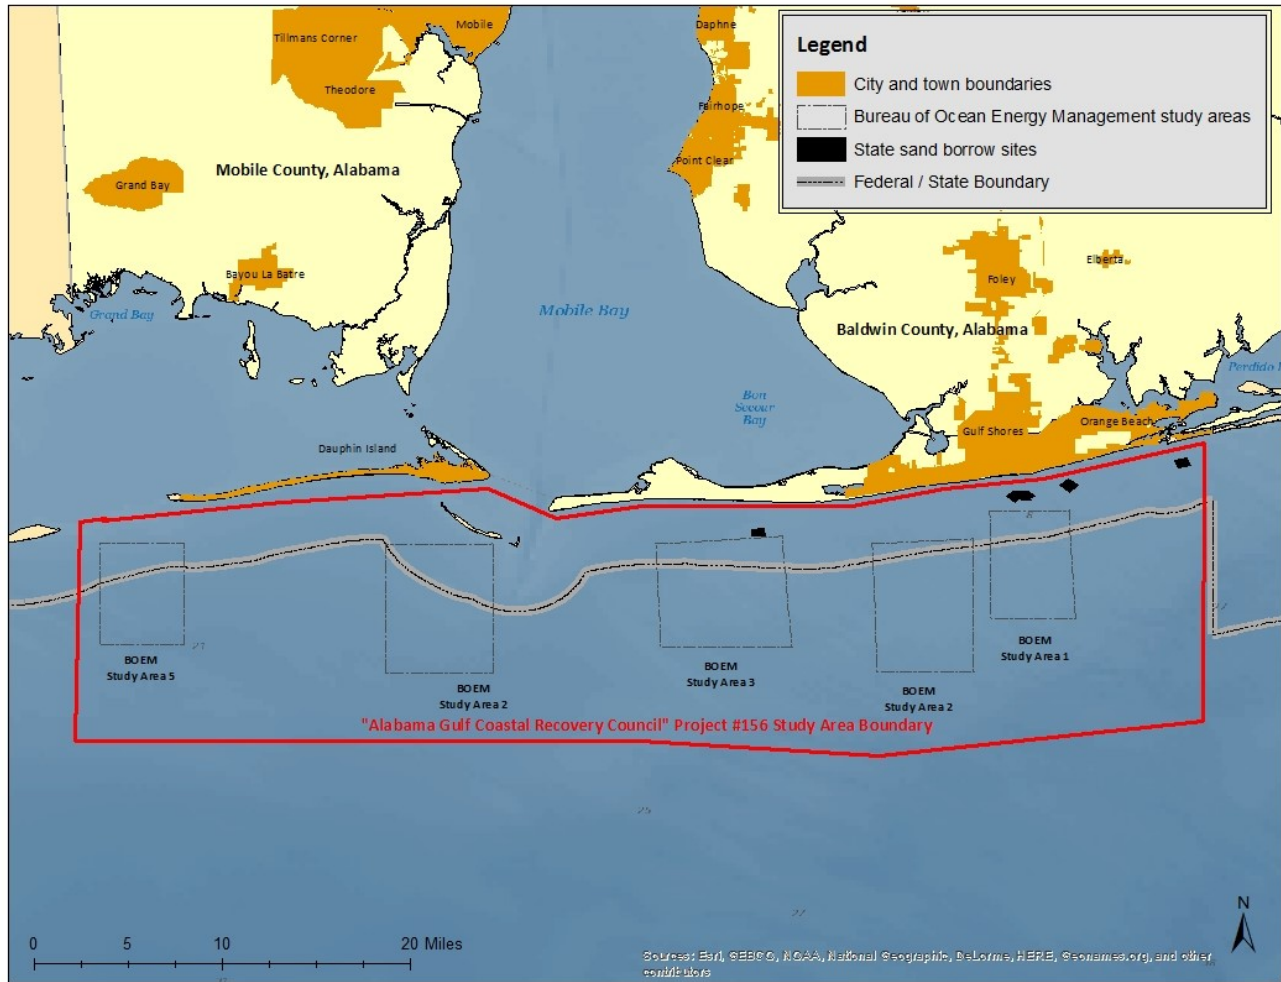 Tillmans Corner
Mobile
Daphne
Theodore
Fairhope
Point Clear
Mobile County, Alabama
Grand Bay
Bayou La Batre
Grand Bay
Mobile Bay
Legend
City and town boundaries
Bureau of Ocean Energy Management study areas
State sand borrow sites
Federal / State Boundary
Elberta
Foley
Baldwin County, Alabama
Perdido
Bon
Secour
Bay
Orange Beach
Gulf Shores
Dauphin Island
BOEM
Study Area 5
BOEM
Study Area 2
BOEM
Study Area 3
BOEM
Study Area 2
BOEM
Study Area 1
"Alabama Gulf Coastal Recovery Council" Project #156 Study Area Boundary
21
25
22
N
0 5 10 20 Miles
Sources: Esri, GEBCO, NOAA, National Geographic, DeLorme, HERE, Geonames.org, and other
contributors